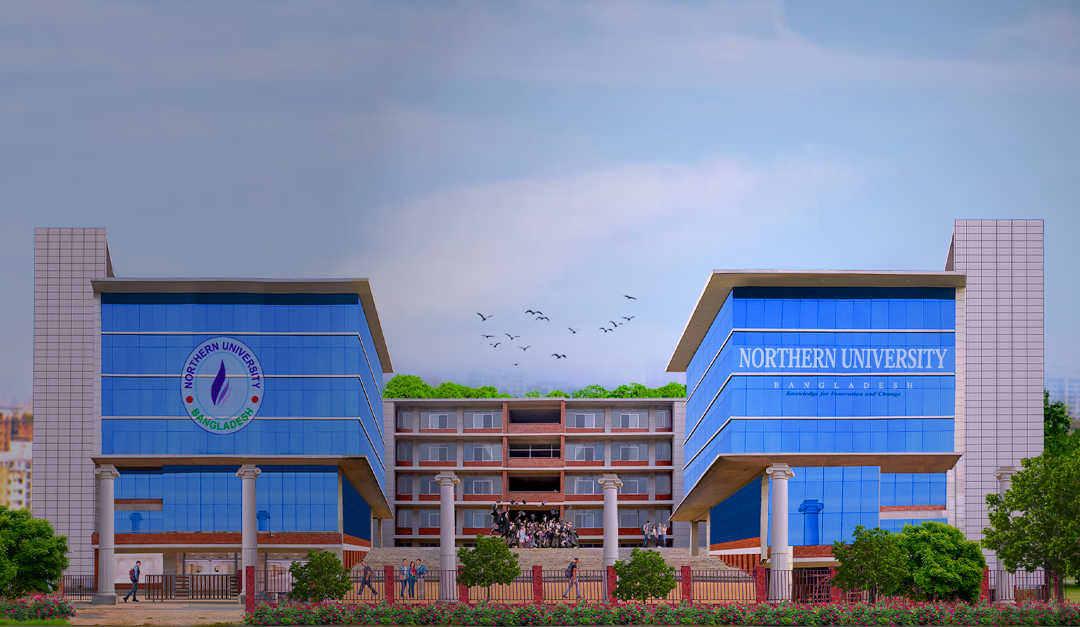 NORTHERN UNIVERSITY
BANGLADESH
NORTHERN UNIVERSITY
BANGLADESH
Knowledge for Innovation and Change